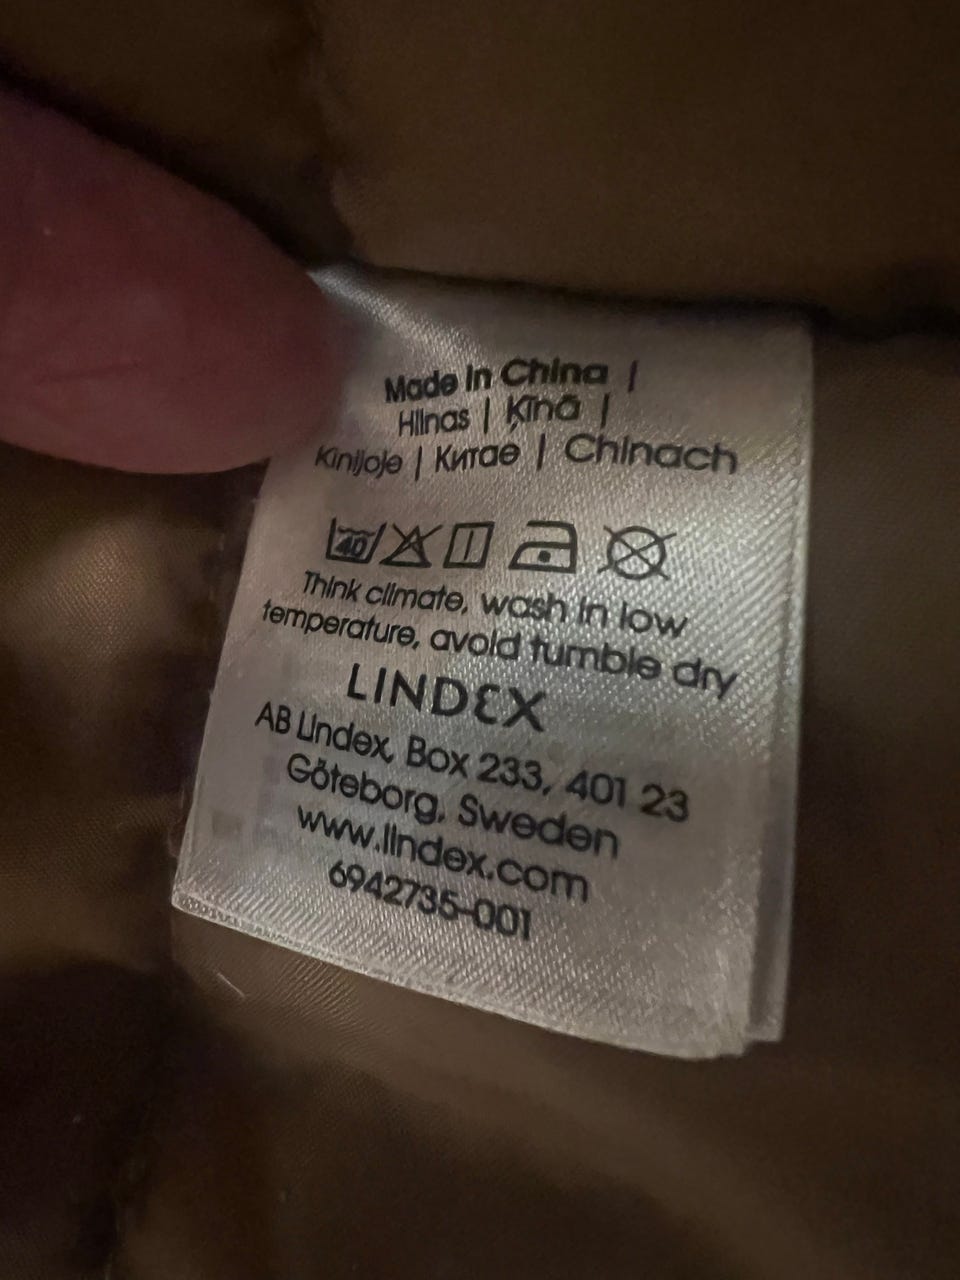 Made in China |
Hiinas | Ķīnā |
Kinijoje | Китае | Chinach
40
Think climate, wash in low
temperature, avoid tumble dry
LINDEX
AB Lindex, Box 233, 401 23
Göteborg, Sweden
www.lindex.com
6942735-001